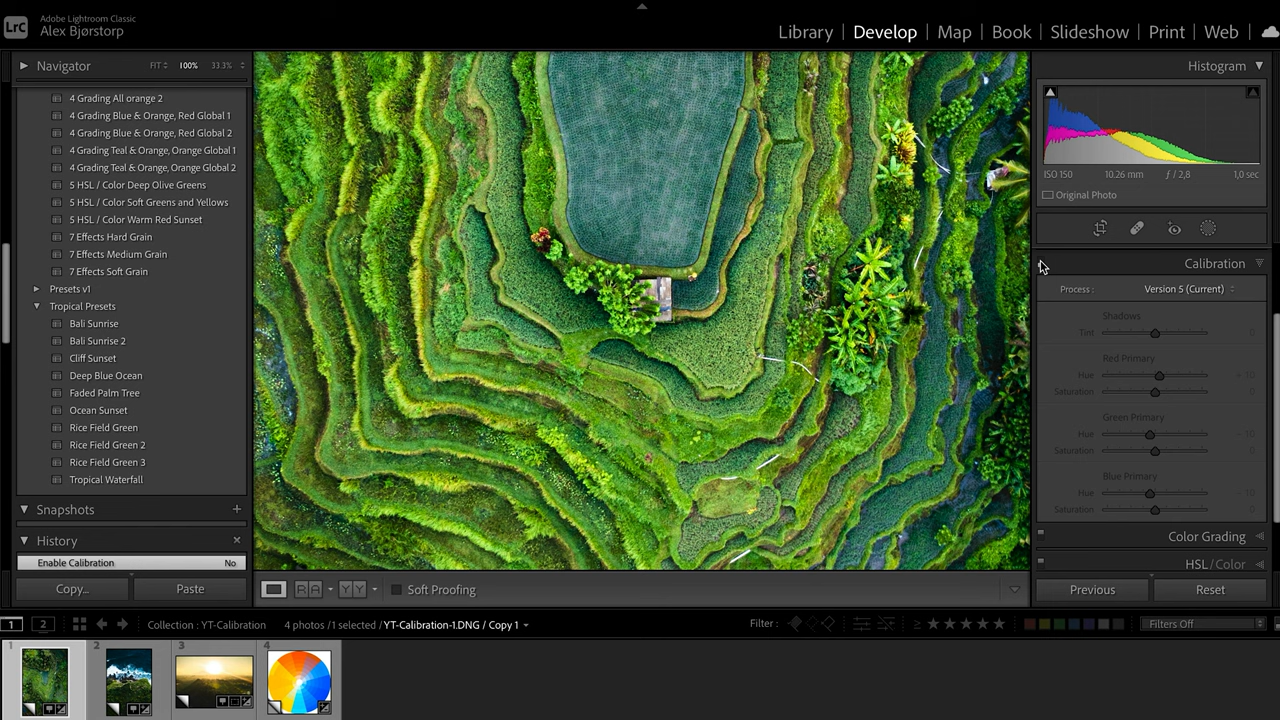 LrC
Adobe Lightroom Classic
Alex Bjørstorp
Library | Develop | Map | Book | Slideshow | Print | Web
Navigator FIT 100% 33.3%
4 Grading All orange 2
4 Grading Blue & Orange, Red Global 1
4 Grading Blue & Orange, Red Global 2
4 Grading Teal & Orange, Orange Global 1
4 Grading Teal & Orange, Orange Global 2
5 HSL / Color Deep Olive Greens
5 HSL / Color Soft Greens and Yellows
5 HSL / Color Warm Red Sunset
7 Effects Hard Grain
7 Effects Medium Grain
7 Effects Soft Grain
Presets v1
Tropical Presets
Bali Sunrise
Bali Sunrise 2
Cliff Sunset
Deep Blue Ocean
Faded Palm Tree
Ocean Sunset
Rice Field Green
Rice Field Green 2
Rice Field Green 3
Tropical Waterfall
Snapshots +
History ×
Enable Calibration No
Copy... Paste
Histogram
ISO 150 10.26 mm ƒ / 2,8 1,0 sec
Original Photo
Calibration
Process : Version 5 (Current)
Shadows
Tint 0
Red Primary
Hue + 10
Saturation 0
Green Primary
Hue − 10
Saturation 0
Blue Primary
Hue − 10
Saturation 0
Color Grading
HSL / Color
Previous Reset
R A Y Y Soft Proofing
1 2 Collection : YT-Calibration 4 photos / 1 selected / YT-Calibration-1.DNG / Copy 1 Filter : ≥ ★★★★★ Filters Off
1 2 3 4